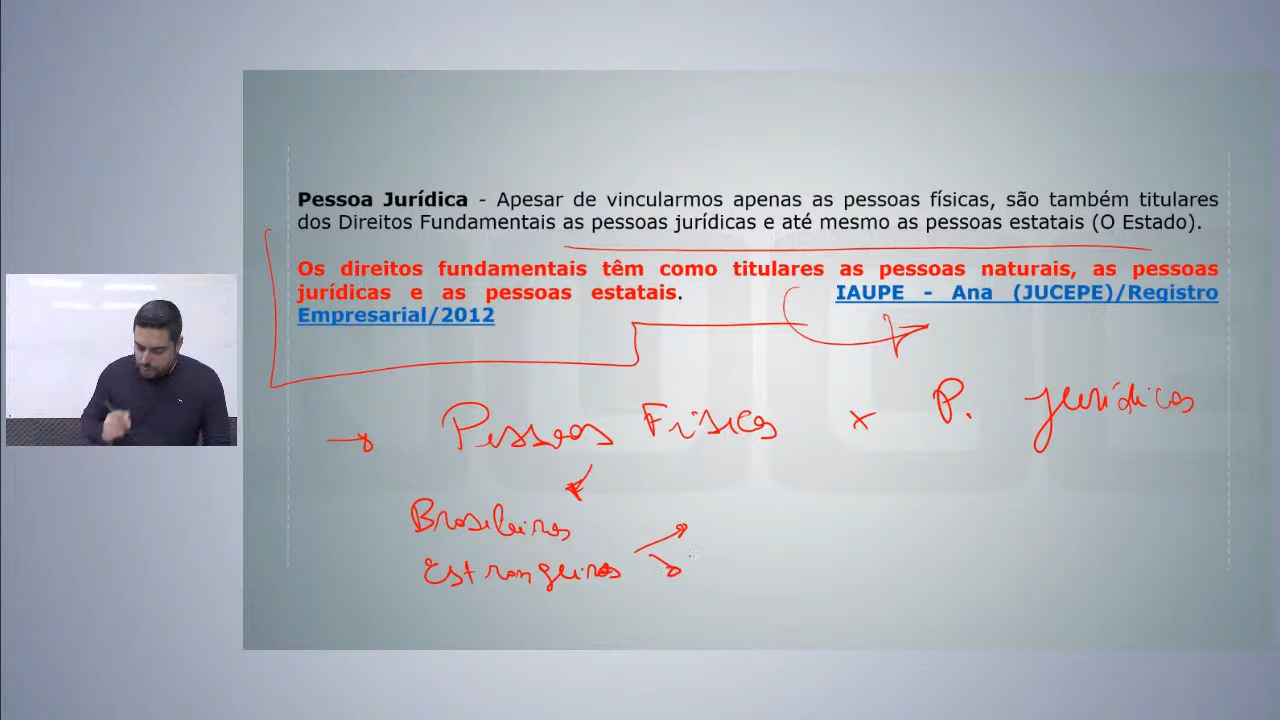 Pessoa Jurídica - Apesar de vincularmos apenas as pessoas físicas, são também titulares
dos Direitos Fundamentais as pessoas jurídicas e até mesmo as pessoas estatais (O Estado).
Os direitos fundamentais têm como titulares as pessoas naturais, as pessoas
jurídicas e as pessoas estatais. IAUPE - Ana (JUCEPE)/Registro
Empresarial/2012
Pessoas Físicas x P. Jurídicas
Brasileiros
Estrangeiros